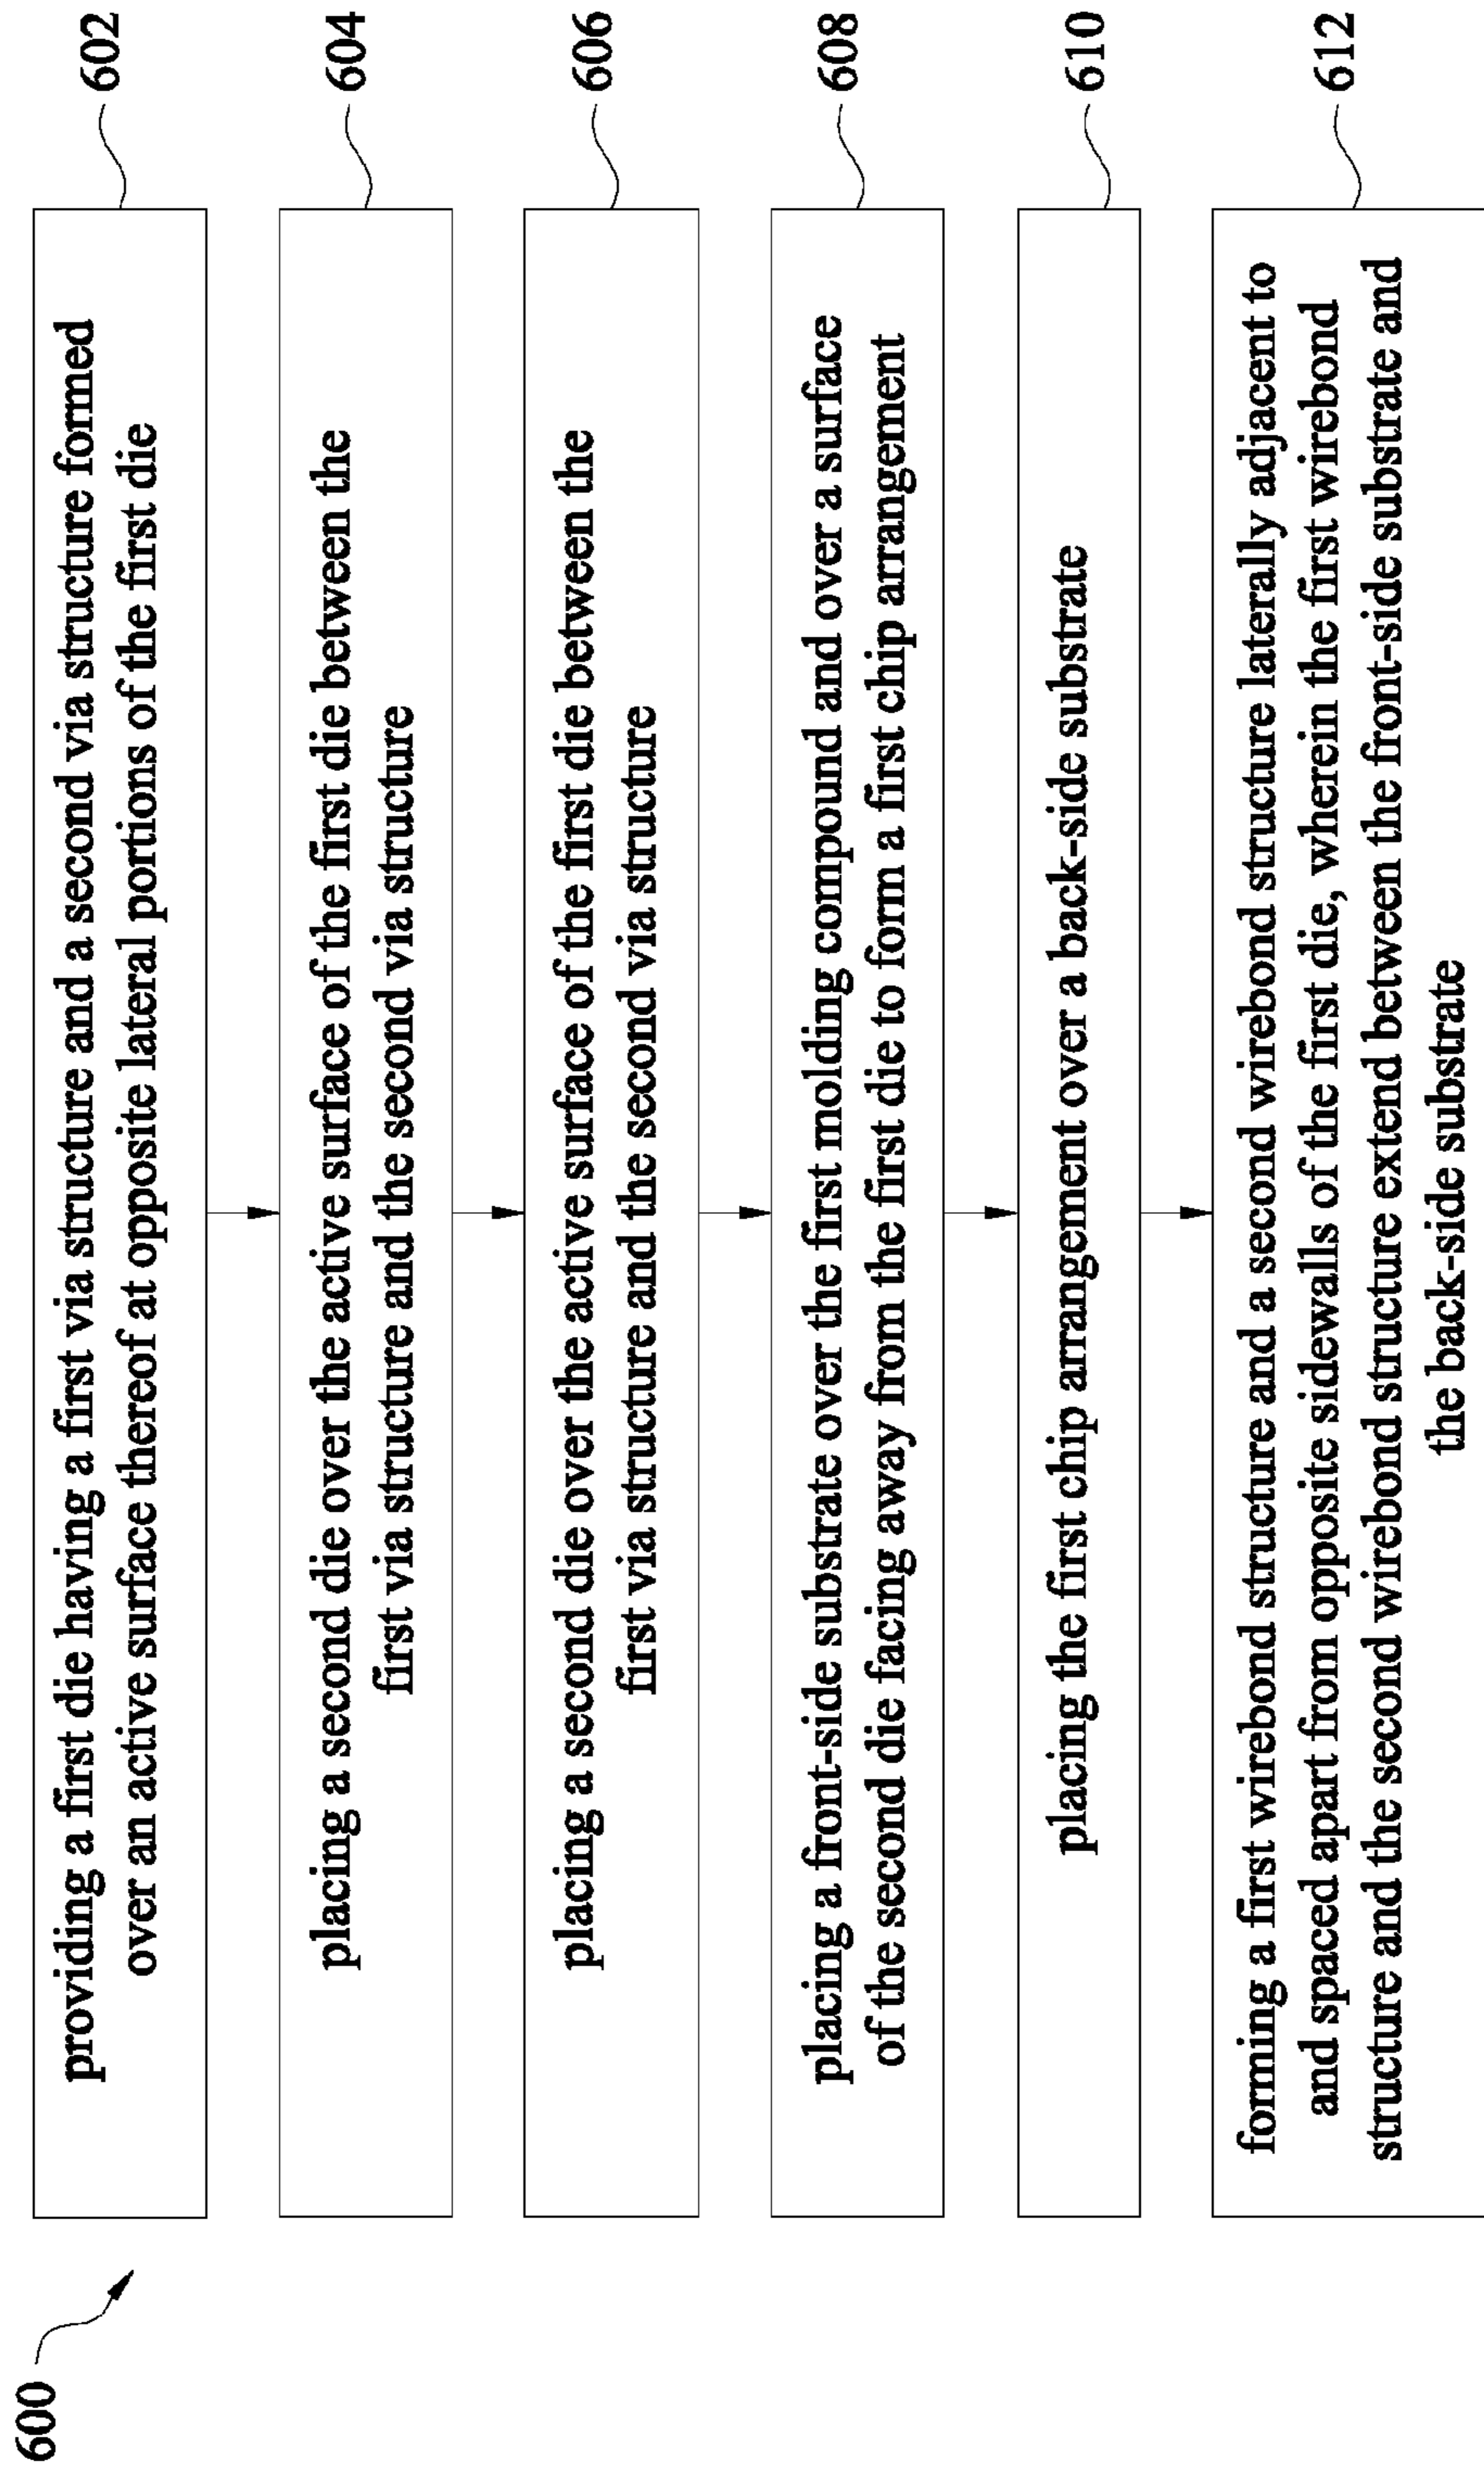 600
providing a first die having a first via structure and a second via structure formed
over an active surface thereof at opposite lateral portions of the first die
602
placing a second die over the active surface of the first die between the
first via structure and the second via structure
604
placing a second die over the active surface of the first die between the
first via structure and the second via structure
606
placing a front-side substrate over the first molding compound and over a surface
of the second die facing away from the first die to form a first chip arrangement
608
placing the first chip arrangement over a back-side substrate
610
forming a first wirebond structure and a second wirebond structure laterally adjacent to
and spaced apart from opposite sidewalls of the first die, wherein the first wirebond
structure and the second wirebond structure extend between the front-side substrate and
the back-side substrate
612